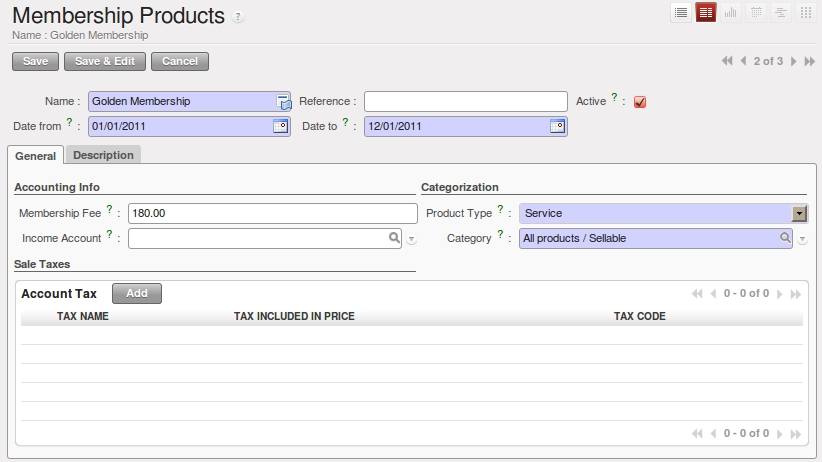 Membership Products ?
Name : Golden Membership
Save Save & Edit Cancel 2 of 3
Name : Golden Membership Reference : Active ? :
Date from ? : 01/01/2011 Date to ? : 12/01/2011
General Description
Accounting Info Categorization
Membership Fee ? : 180.00 Product Type ? : Service
Income Account ? : Category ? : All products / Sellable
Sale Taxes
Account Tax Add 0 - 0 of 0
TAX NAME TAX INCLUDED IN PRICE TAX CODE
0 - 0 of 0